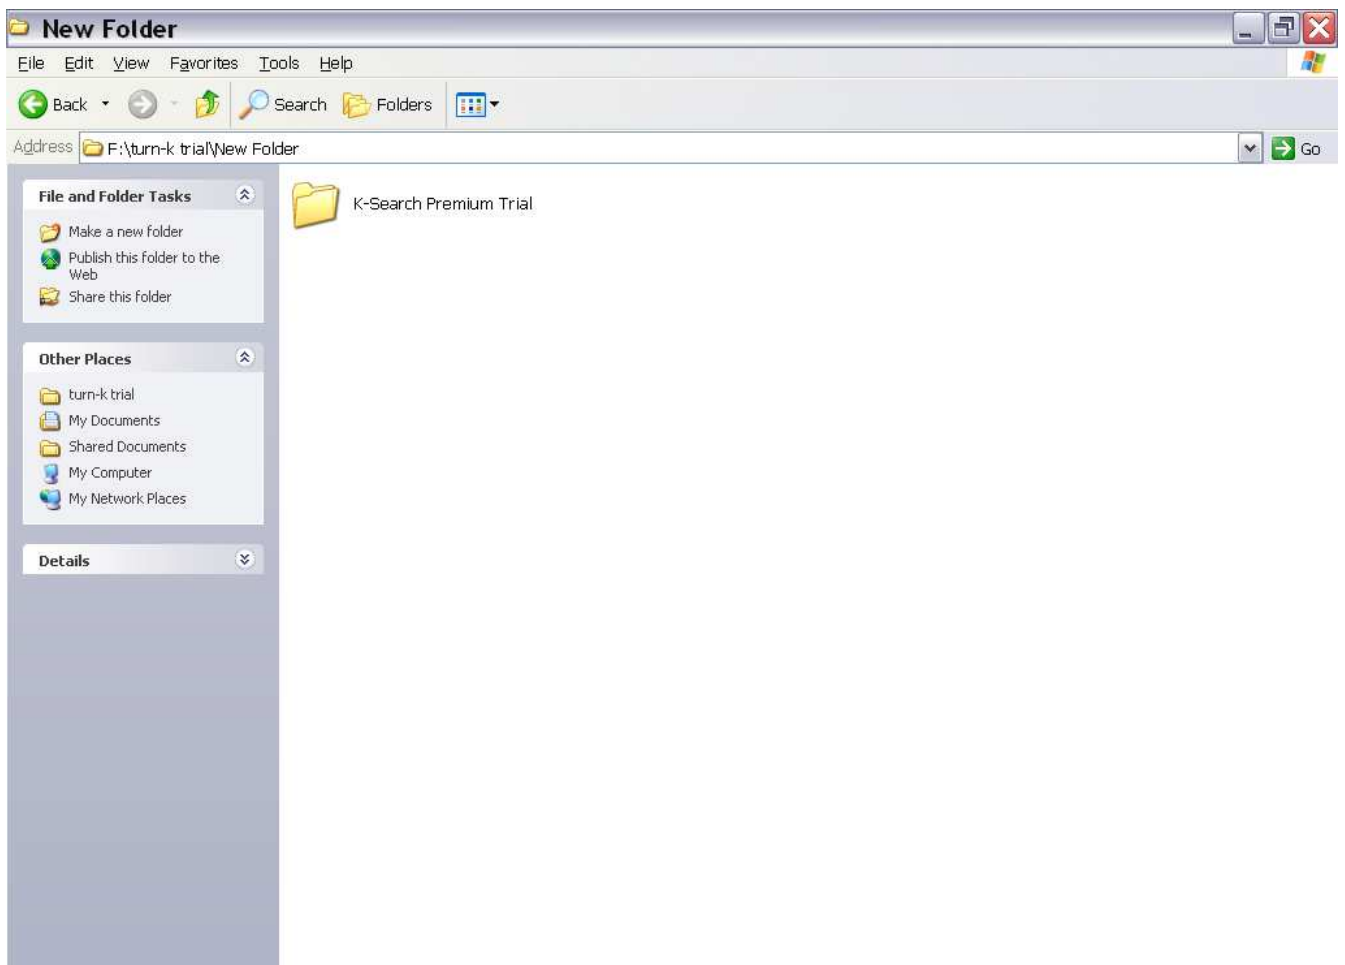 New Folder
File Edit View Favorites Tools Help
Back Search Folders
Address F:\turn-k trial\New Folder Go
File and Folder Tasks
Make a new folder
Publish this folder to the
Web
Share this folder
Other Places
turn-k trial
My Documents
Shared Documents
My Computer
My Network Places
Details
K-Search Premium Trial